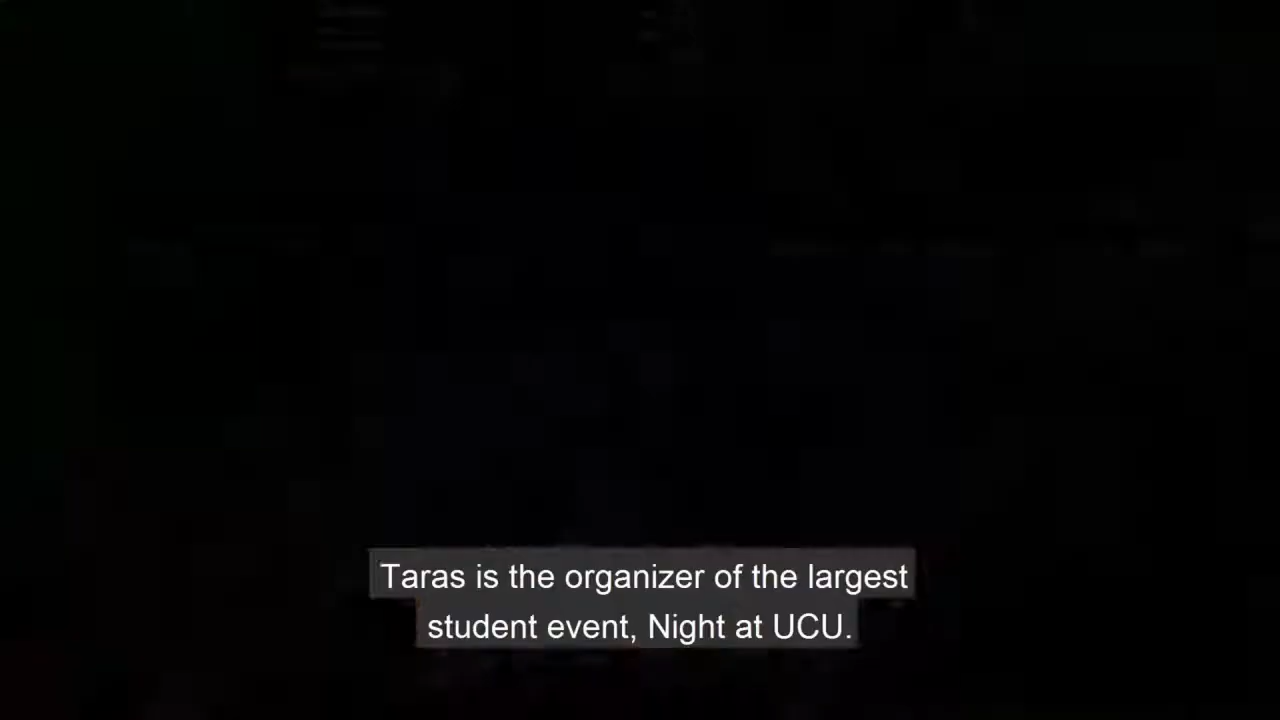 Taras is the organizer of the largest
student event, Night at UCU.